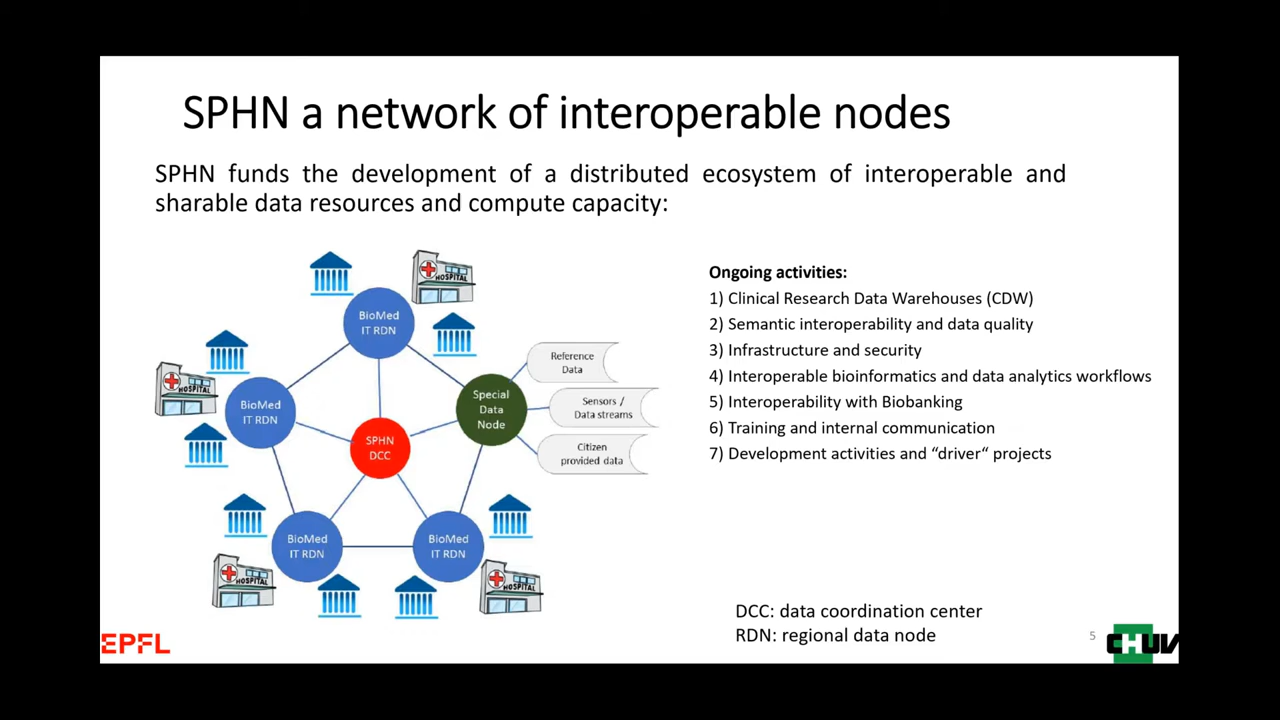 SPHN a network of interoperable nodes
SPHN funds the development of a distributed ecosystem of interoperable and
sharable data resources and compute capacity:
HOSPITAL
BioMed
IT RDN
Reference
Data
HOSPITAL
BioMed
IT RDN
Special
Data
Node
Sensors /
Data streams
SPHN
DCC
Citizen
provided data
BioMed
IT RDN
HOSPITAL
BioMed
IT RDN
HOSPITAL
Ongoing activities:
1) Clinical Research Data Warehouses (CDW)
2) Semantic interoperability and data quality
3) Infrastructure and security
4) Interoperable bioinformatics and data analytics workflows
5) Interoperability with Biobanking
6) Training and internal communication
7) Development activities and “driver“ projects
DCC: data coordination center
RDN: regional data node
EPFL
5
CHUV